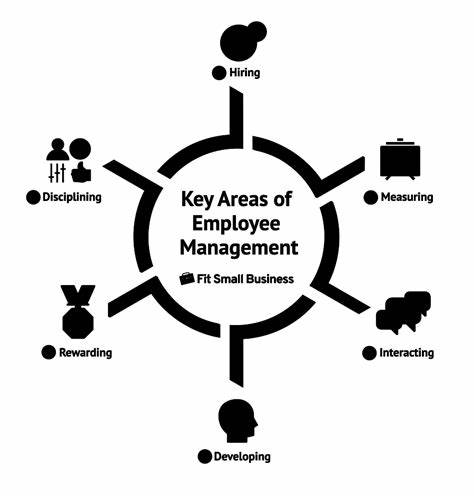 Hiring
Measuring
Interacting
Developing
Rewarding
Disciplining
Key Areas of
Employee
Management
Fit Small Business